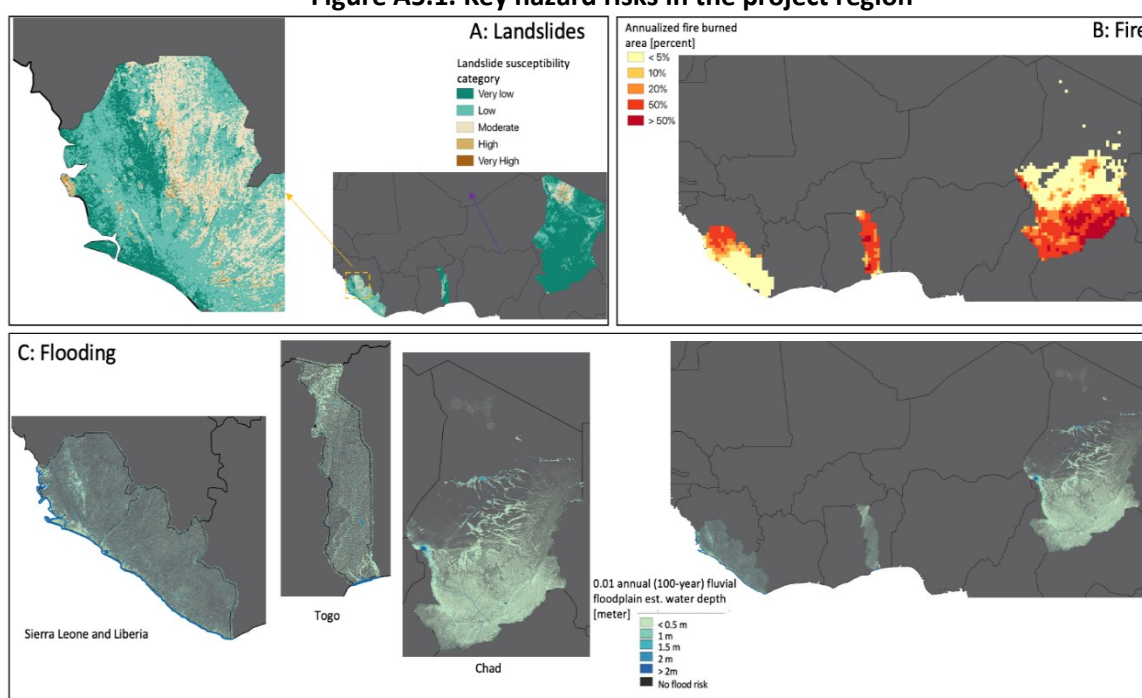 Figure A5.1: Key hazard risks in the project region
A: Landslides
Landslide susceptibility
category
Very low
Low
Moderate
High
Very High
B: Fire
Annualized fire burned
area [percent]
< 5%
10%
20%
50%
> 50%
C: Flooding
Sierra Leone and Liberia
Togo
Chad
0.01 annual (100-year) fluvial
floodplain est. water depth
[meter]
< 0.5 m
1 m
1.5 m
2 m
> 2m
No flood risk